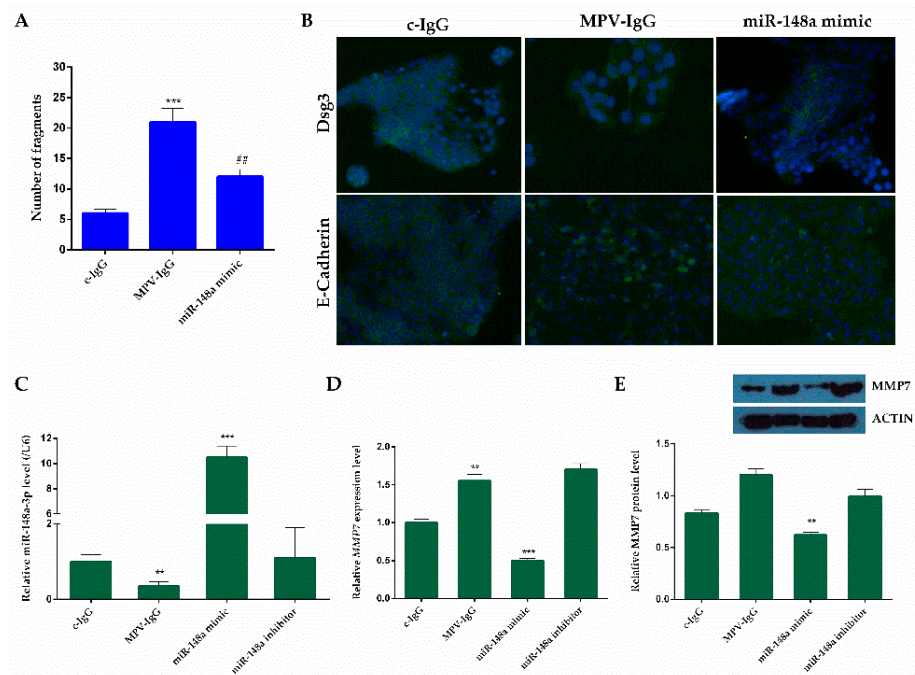 A
B
c-IgG
MPV-IgG
miR-148a mimic
Dsg3
E-Cadherin
Number of fragments
30
25
20
15
10
5
0
***
##
c-IgG
MPV-IgG
miR-148a mimic
C
D
E
MMP7
ACTIN
Relative miR-148a-3p level (/U6)
12
10
8
6
2
0
**
***
c-IgG
MPV-IgG
miR-148a mimic
miR-148a inhibitor
Relative MMP7 expression level
2.0
1.5
1.0
0.5
0.0
**
***
c-IgG
MPV-IgG
miR-148a mimic
miR-148a inhibitor
Relative MMP7 protein level
1.5
1.0
0.5
0.0
**
c-IgG
MPV-IgG
miR-148a mimic
miR-148a inhibitor